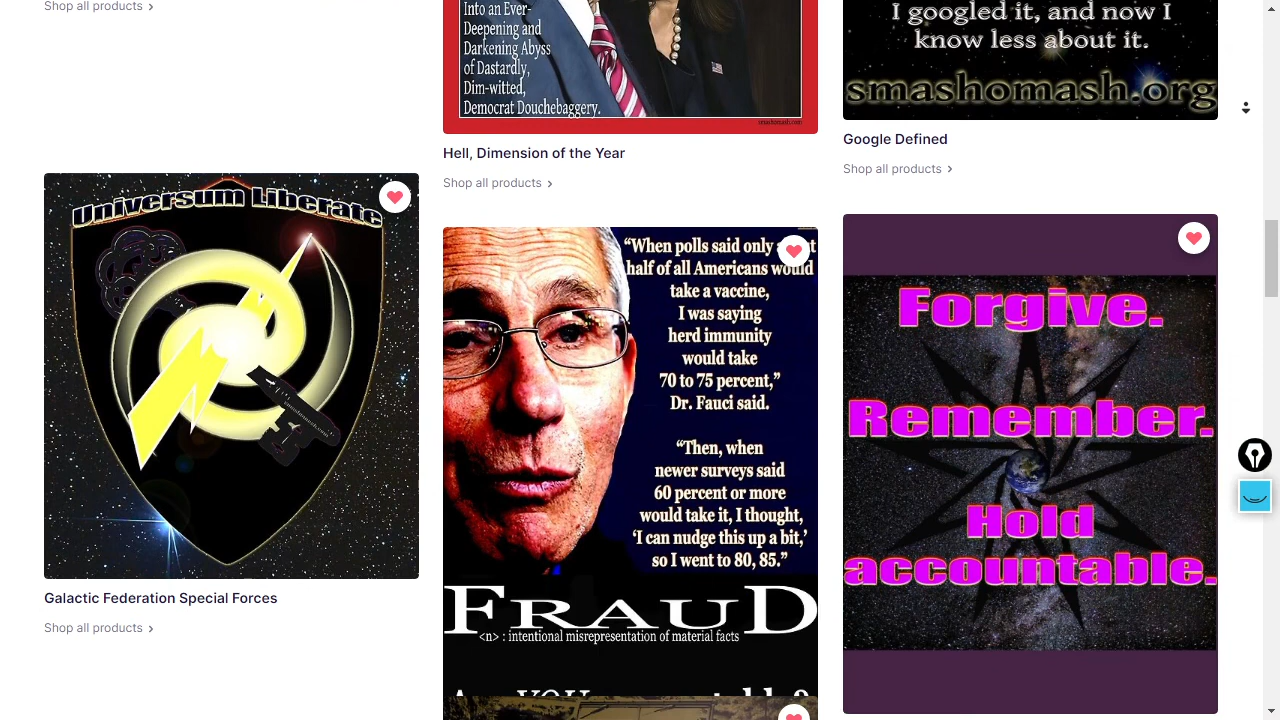 Shop all products
Universum Liberate
smashomash.com
Galactic Federation Special Forces
Shop all products
Into an Ever-
Deepening and
Darkening Abyss
of Dastardly,
Dim-witted,
Democrat Douchebaggery.
smashomash.com
Hell, Dimension of the Year
Shop all products
“When polls said only
half of all Americans would
take a vaccine,
I was saying
herd immunity
would take
70 to 75 percent,”
Dr. Fauci said.
“Then, when
newer surveys said
60 percent or more
would take it, I thought,
‘I can nudge this up a bit,’
so I went to 80, 85.”
FRAUD
<n> : intentional misrepresentation of material facts
YOU
I googled it, and now I
know less about it.
smashomash.org
Google Defined
Shop all products
Forgive.
Remember.
Hold
accountable.